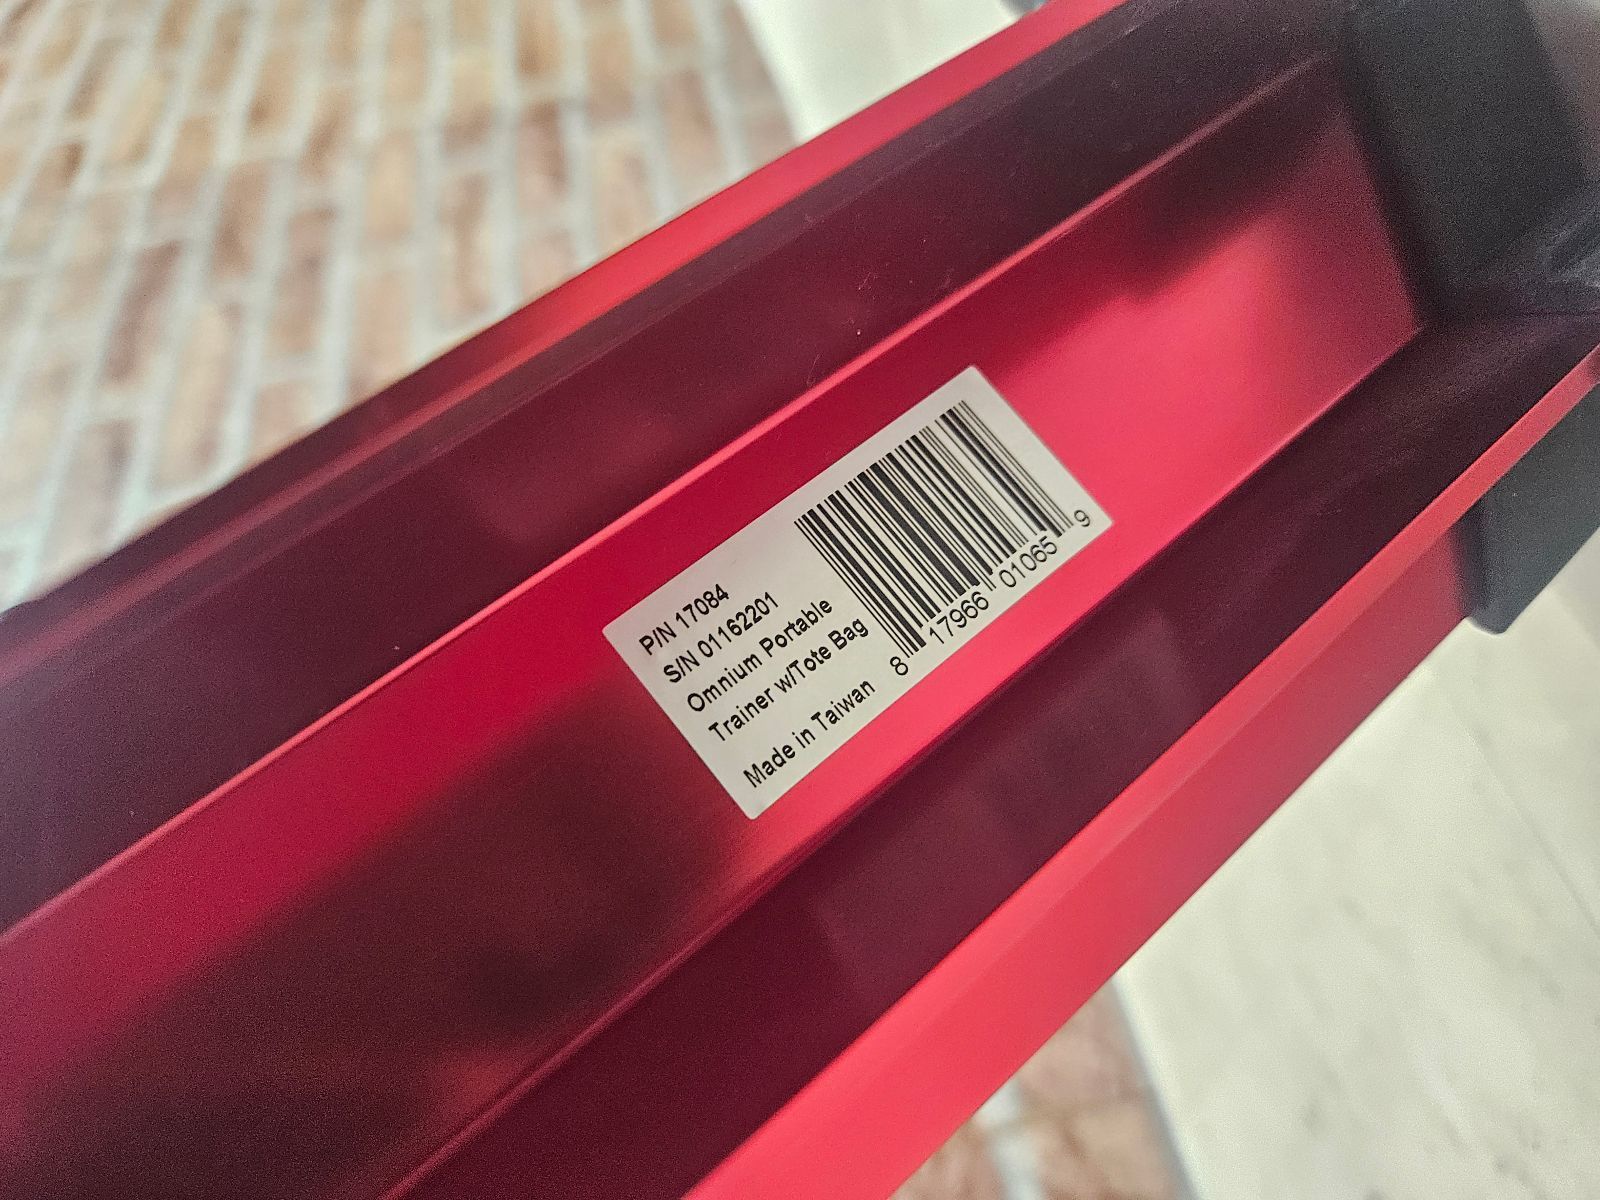 P/N 17084
S/N 01162201
Omnium Portable
Trainer w/Tote Bag
Made in Taiwan
8 17966 01065 9